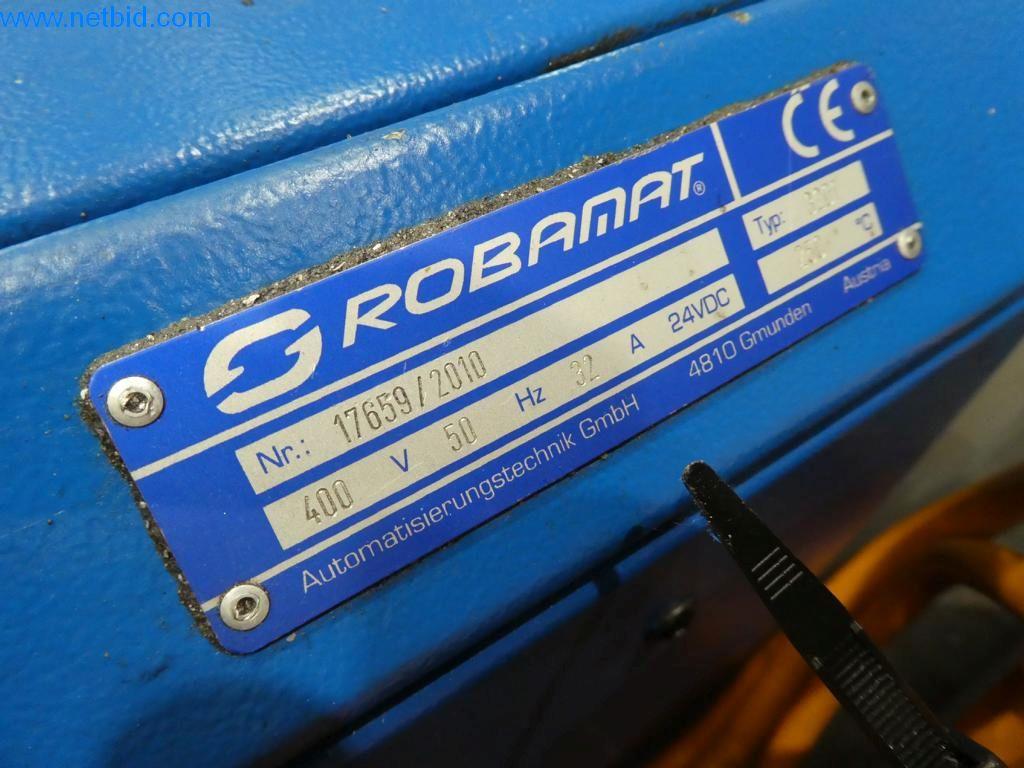 www.netbid.com
ROBAMAT® CE
Nr.: 17659/2010 Typ:
400 V 50 Hz 32 A 24VDC °C
Automatisierungstechnik GmbH 4810 Gmunden Austria